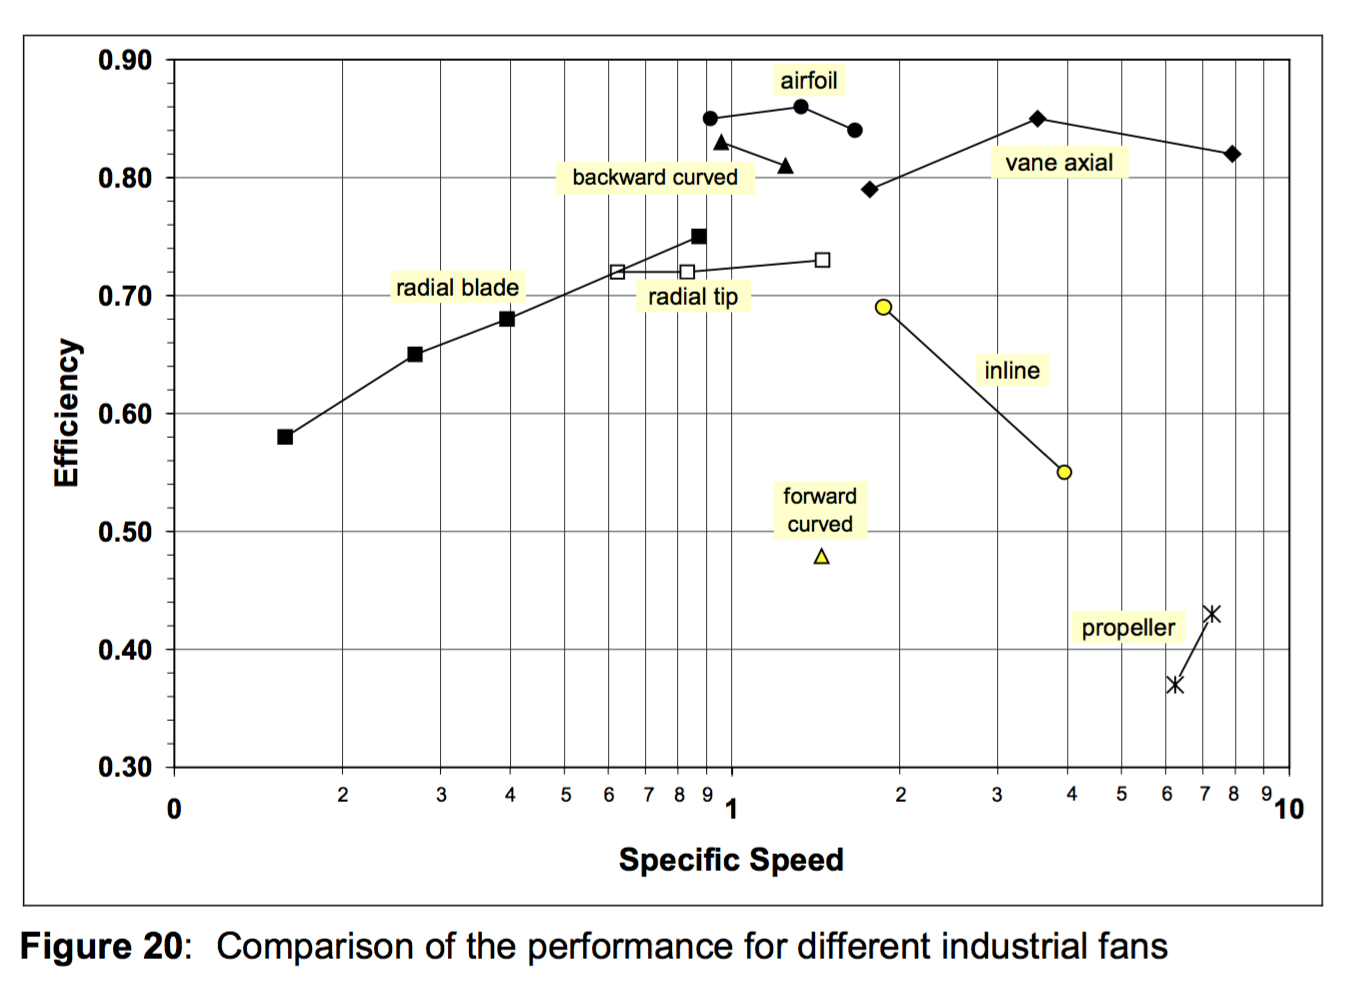 0.90
0.80
0.70
0.60
0.50
0.40
0.30
Efficiency
airfoil
backward curved
vane axial
radial blade
radial tip
inline
forward
curved
propeller
0 2 3 4 5 6 7 8 9 1 2 3 4 5 6 7 8 9 10
Specific Speed
Figure 20: Comparison of the performance for different industrial fans